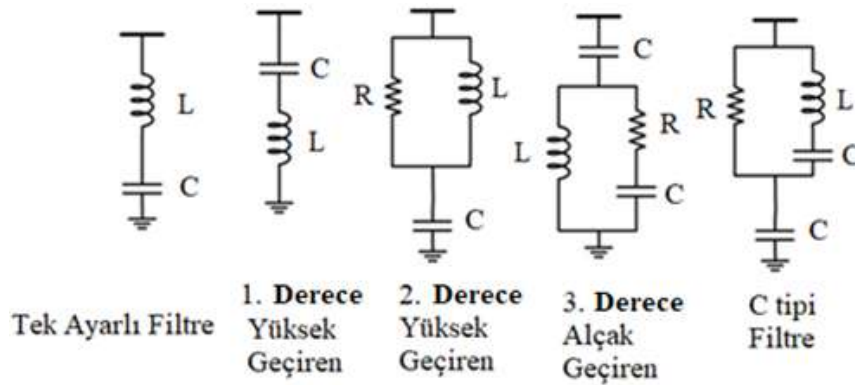 L
C
C
L
R
L
C
C
L
R
C
R
L
C
C
Tek Ayarlı Filtre
1. Derece
Yüksek
Geçiren
2. Derece
Yüksek
Geçiren
3. Derece
Alçak
Geçiren
C tipi
Filtre